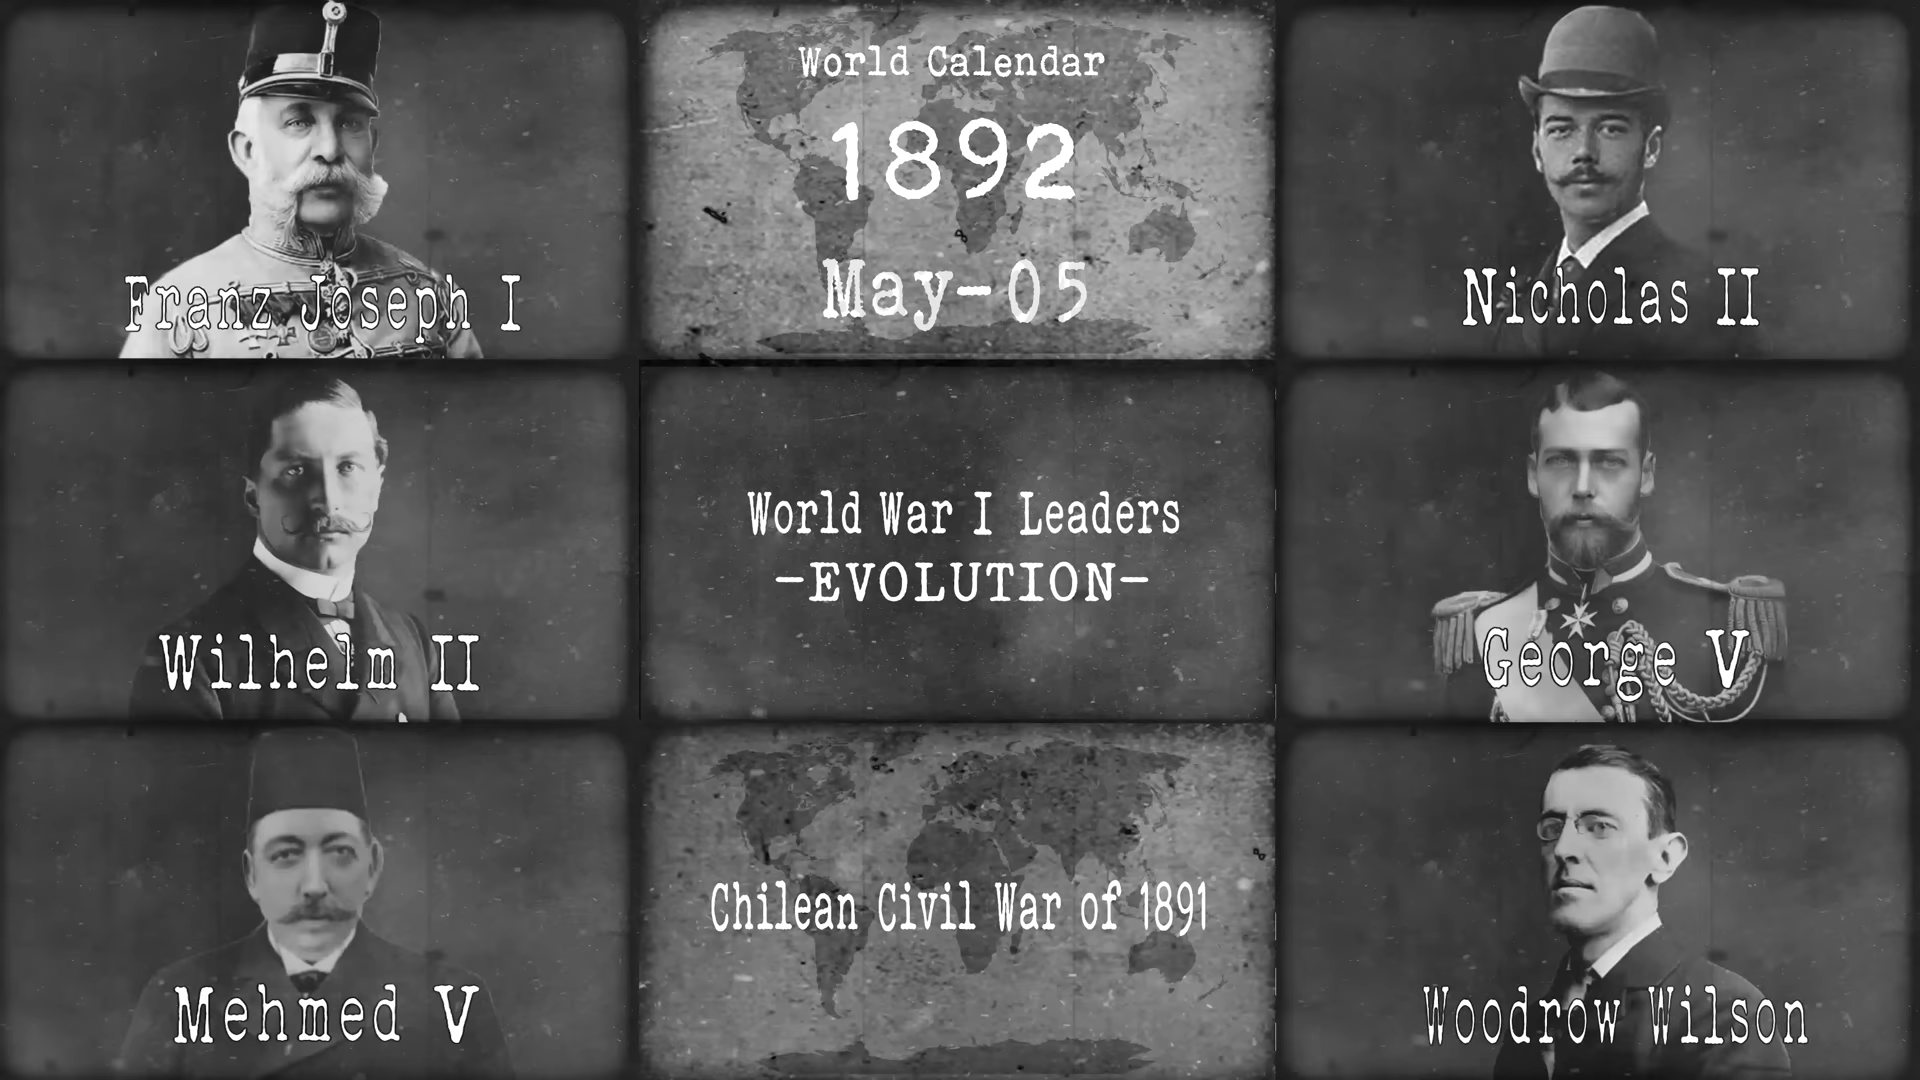 Franz Joseph I
World Calendar
1892
May-05
Nicholas II
Wilhelm II
World War I Leaders
-EVOLUTION-
George V
Mehmed V
Chilean Civil War of 1891
Woodrow Wilson